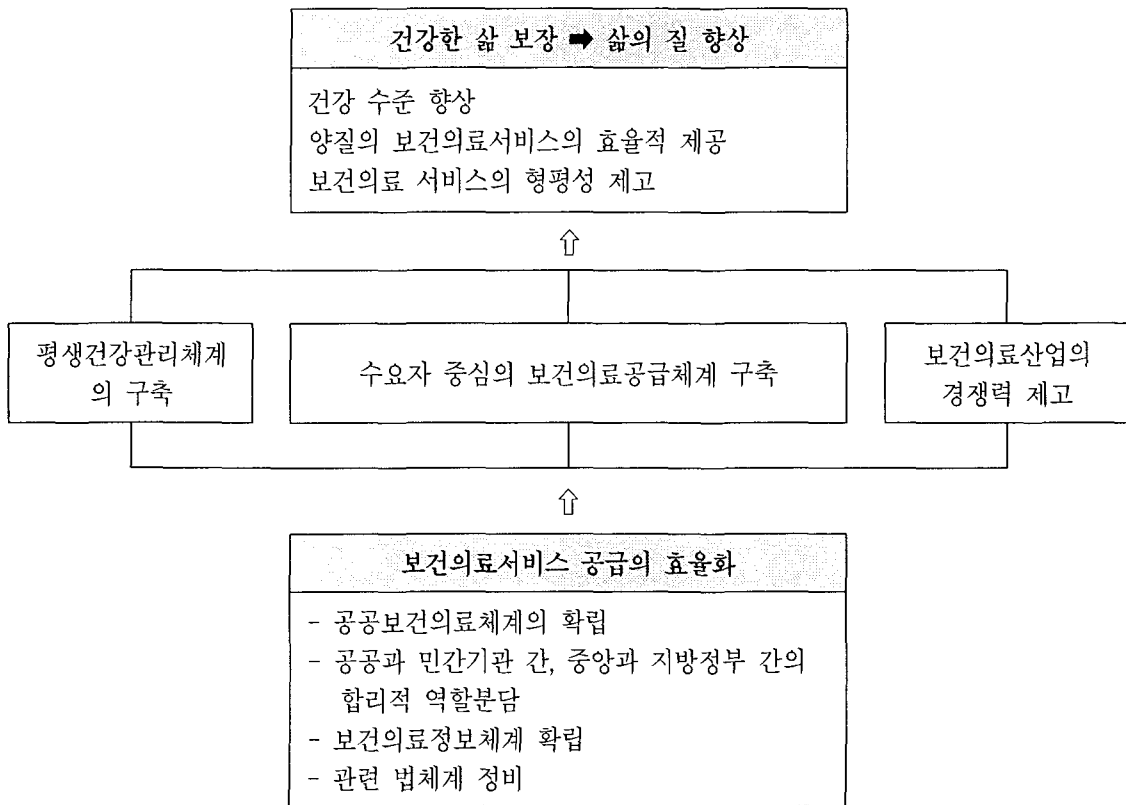 건강한 삶 보장 ➡ 삶의 질 향상
건강 수준 향상
양질의 보건의료서비스의 효율적 제공
보건의료 서비스의 형평성 제고
⇧
평생건강관리체계
의 구축
수요자 중심의 보건의료공급체계 구축
보건의료산업의
경쟁력 제고
⇧
보건의료서비스 공급의 효율화
- 공공보건의료체계의 확립
- 공공과 민간기관 간, 중앙과 지방정부 간의
합리적 역할분담
- 보건의료정보체계 확립
- 관련 법체계 정비